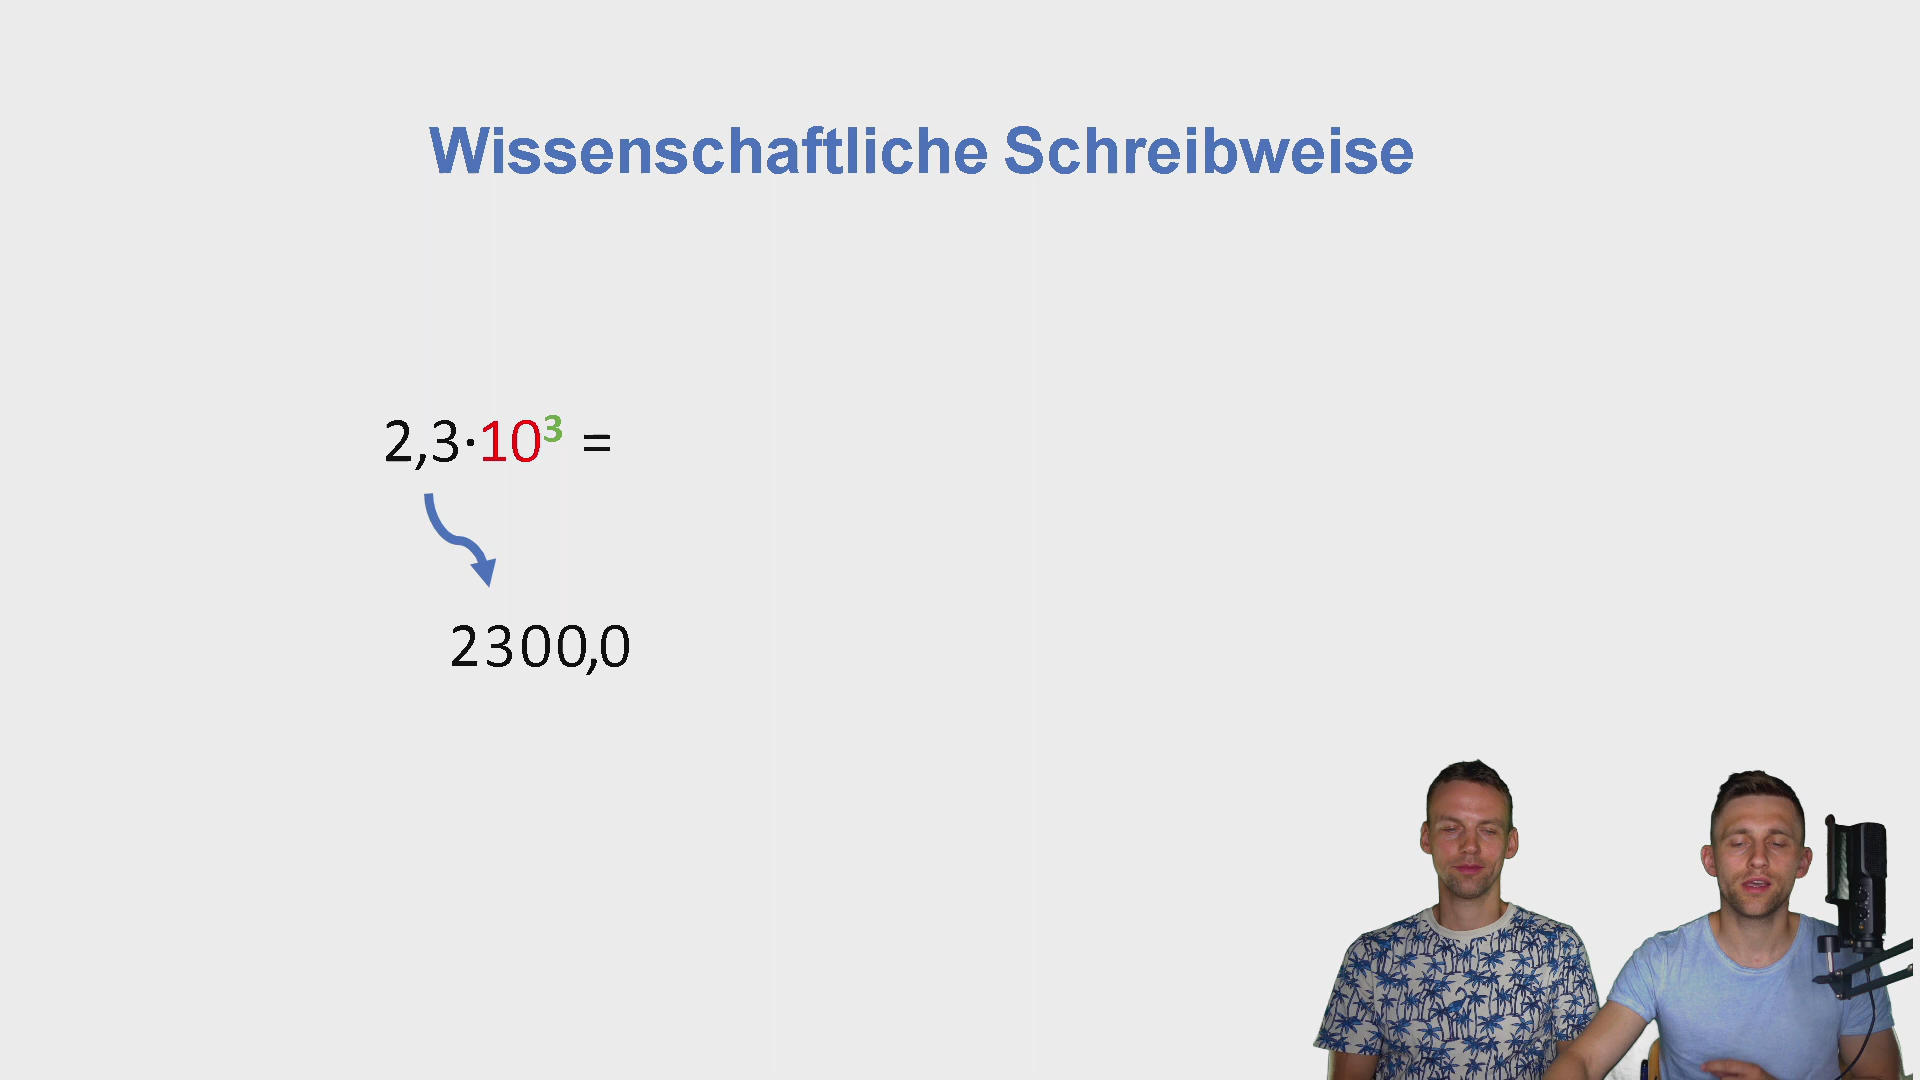 Wissenschaftliche Schreibweise
2,3·10³ =
2300,0